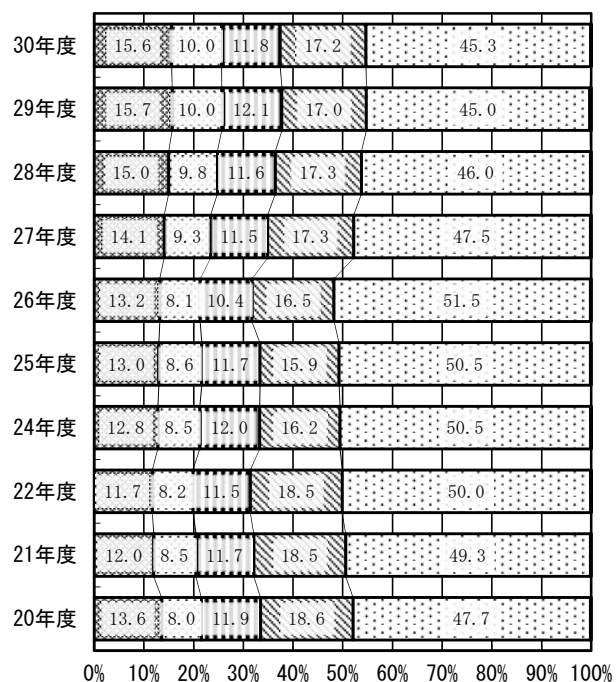 30年度 15.6 10.0 11.8 17.2 45.3
29年度 15.7 10.0 12.1 17.0 45.0
28年度 15.0 9.8 11.6 17.3 46.0
27年度 14.1 9.3 11.5 17.3 47.5
26年度 13.2 8.1 10.4 16.5 51.5
25年度 13.0 8.6 11.7 15.9 50.5
24年度 12.8 8.5 12.0 16.2 50.5
22年度 11.7 8.2 11.5 18.5 50.0
21年度 12.0 8.5 11.7 18.5 49.3
20年度 13.6 8.0 11.9 18.6 47.7
0% 10% 20% 30% 40% 50% 60% 70% 80% 90% 100%